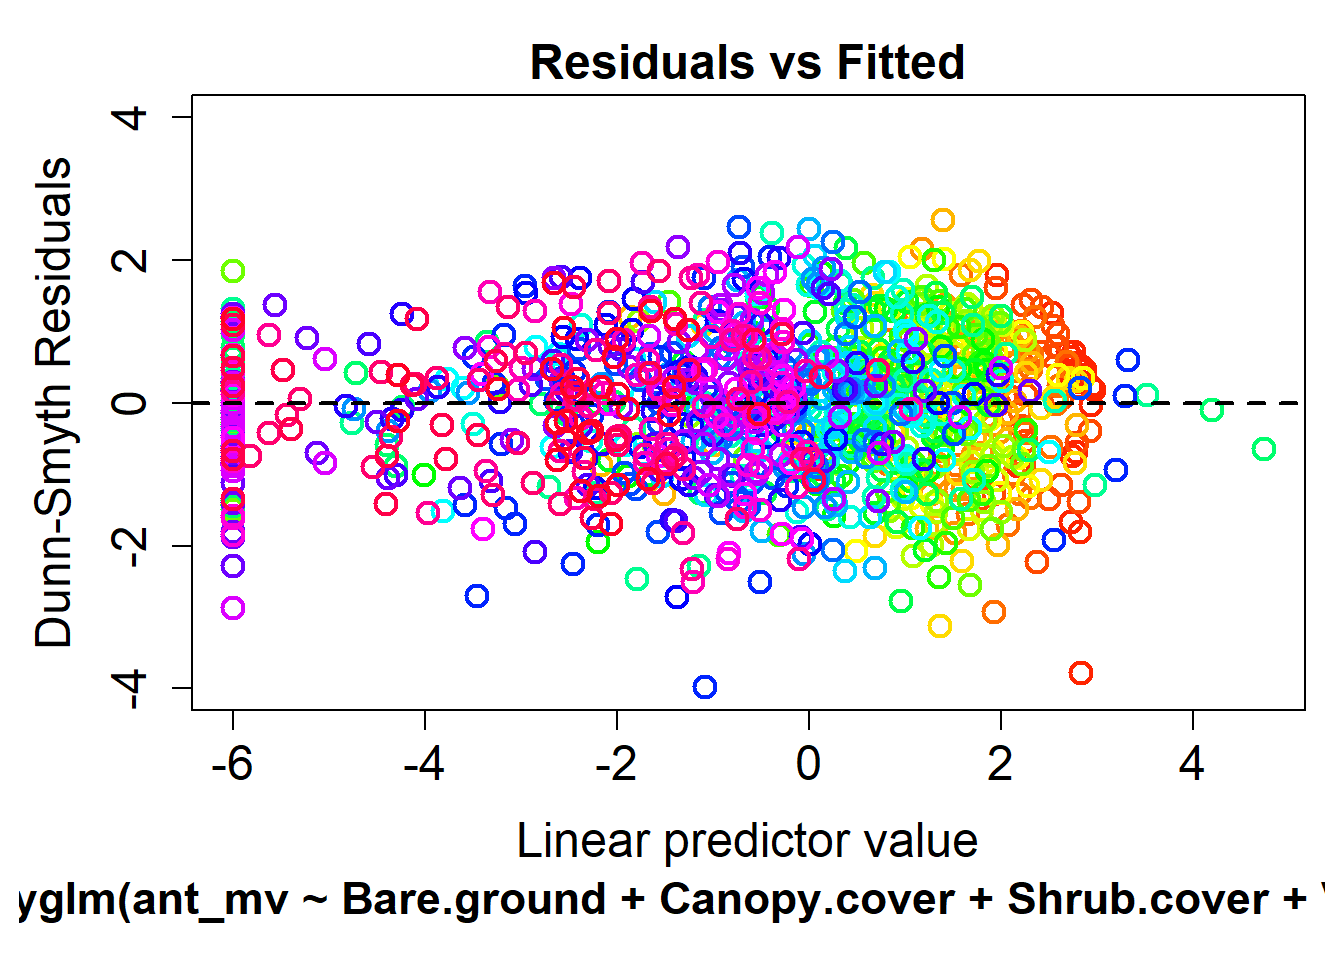 Residuals vs Fitted
4
2
0
-2
-4
Dunn-Smyth Residuals
-6 -4 -2 0 2 4
Linear predictor value
yglm(ant_mv ~ Bare.ground + Canopy.cover + Shrub.cover +